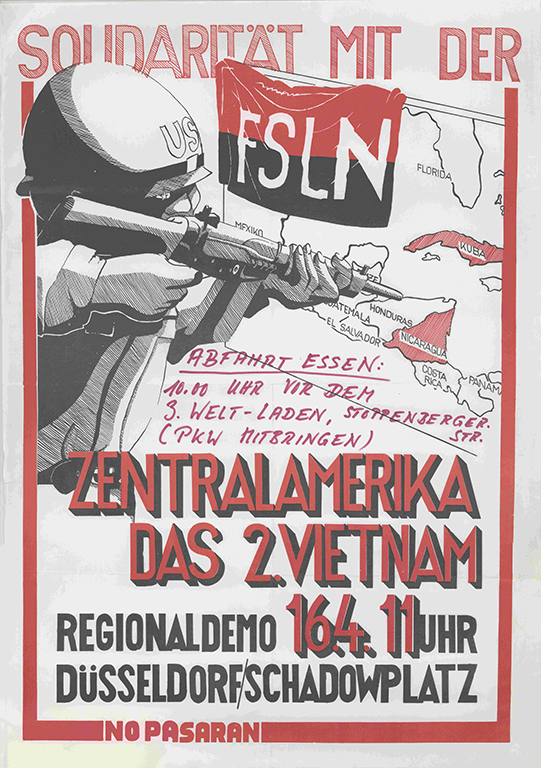 SOLIDARITÄT MIT DER
US
FSLN
FLORIDA
MEXIKO
KUBA
GUATEMALA
HONDURAS
EL SALVADOR
NICARAGUA
COSTA
RICA
PANAMA
ABFAHRT ESSEN:
10.00 UHR VOR DEM
3. WELT-LADEN, STOPPENBERGER.
STR.
(PKW MITBRINGEN)
ZENTRALAMERIKA
DAS 2. VIETNAM
REGIONALDEMO 16.4. 11 UHR
DÜSSELDORF/SCHADOWPLATZ
NO PASARAN